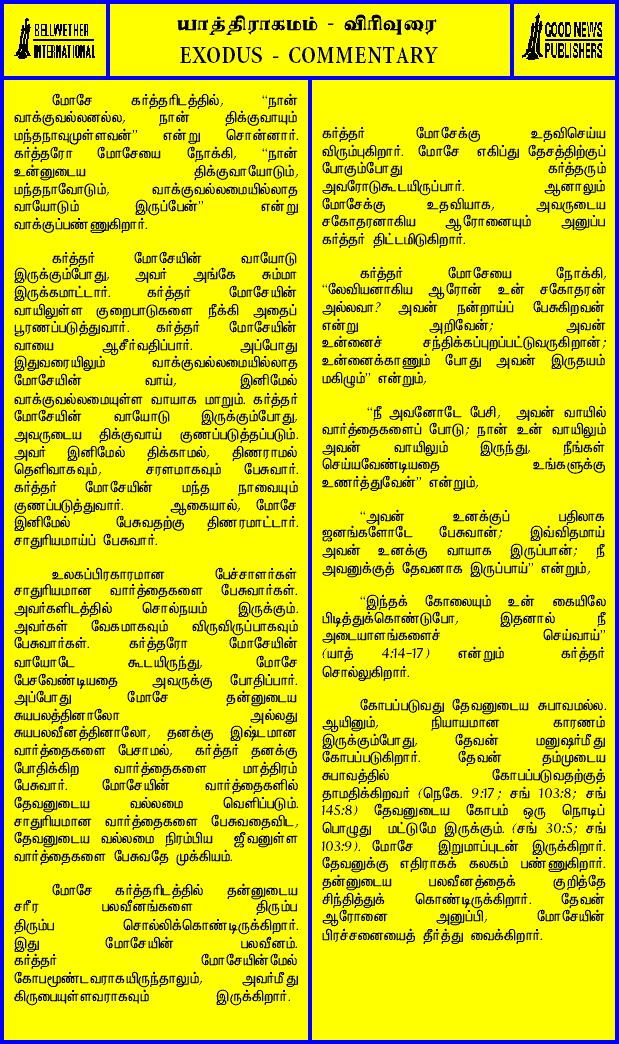 BELLWETHER
INTERNATIONAL
யாத்திராகமம் - விரிவுரை
EXODUS - COMMENTARY
GOOD NEWS
PUBLISHERS
மோசே கர்த்தரிடத்தில், “நான்
வாக்குவல்லனல்ல, நான் திக்குவாயும்
மந்தநாவுமுள்ளவன்” என்று சொன்னார்.
கர்த்தரோ மோசேயை நோக்கி, “நான்
உன்னுடைய திக்குவாயோடும்,
மந்தநாவோடும், வாக்குவல்லமையில்லாத
வாயோடும் இருப்பேன்” என்று
வாக்குப்பண்ணுகிறார்.
கர்த்தர் மோசேயின் வாயோடு
இருக்கும்போது, அவர் அங்கே சும்மா
இருக்கமாட்டார். கர்த்தர் மோசேயின்
வாயிலுள்ள குறைபாடுகளை நீக்கி அதைப்
பூரணப்படுத்துவார். கர்த்தர் மோசேயின்
வாயை ஆசீர்வதிப்பார். அப்போது
இதுவரையிலும் வாக்குவல்லமையில்லாத
மோசேயின் வாய், இனிமேல்
வாக்குவல்லமையுள்ள வாயாக மாறும். கர்த்தர்
மோசேயின் வாயோடு இருக்கும்போது,
அவருடைய திக்குவாய் குணப்படுத்தப்படும்.
அவர் இனிமேல் திக்காமல், திணராமல்
தெளிவாகவும், சரளமாகவும் பேசுவார்.
கர்த்தர் மோசேயின் மந்த நாவையும்
குணப்படுத்துவார். ஆகையால், மோசே
இனிமேல் பேசுவதற்கு திணரமாட்டார்.
சாதுரியமாய்ப் பேசுவார்.
உலகப்பிரகாரமான பேச்சாளர்கள்
சாதுரியமான வார்த்தைகளை பேசுவார்கள்.
அவர்களிடத்தில் சொல்நயம் இருக்கும்.
அவர்கள் வேகமாகவும் விருவிருப்பாகவும்
பேசுவார்கள். கர்த்தரோ மோசேயின்
வாயோடே கூடயிருந்து, மோசே
பேசவேண்டியதை அவருக்கு போதிப்பார்.
அப்போது மோசே தன்னுடைய
சுயபலத்தினாலோ அல்லது
சுயபலவீனத்தினாலோ, தனக்கு இஷ்டமான
வார்த்தைகளை பேசாமல், கர்த்தர் தனக்கு
போதிக்கிற வார்த்தைகளை மாத்திரம்
பேசுவார். மோசேயின் வார்த்தைகளில்
தேவனுடைய வல்லமை வெளிப்படும்.
சாதுரியமான வார்த்தைகளை பேசுவதைவிட,
தேவனுடைய வல்லமை நிரம்பிய ஜீவனுள்ள
வார்த்தைகளை பேசுவதே முக்கியம்.
மோசே கர்த்தரிடத்தில் தன்னுடைய
சரீர பலவீனங்களை திரும்ப
திரும்ப சொல்லிக்கொண்டிருக்கிறார்.
இது மோசேயின் பலவீனம்.
கர்த்தர் மோசேயின்மேல்
கோபமூண்டவராகயிருந்தாலும், அவர்மீது
கிருபையுள்ளவராகவும் இருக்கிறார்.
கர்த்தர் மோசேக்கு உதவிசெய்ய
விரும்புகிறார். மோசே எகிப்து தேசத்திற்குப்
போகும்போது கர்த்தரும்
அவரோடுகூடயிருப்பார். ஆனாலும்
மோசேக்கு உதவியாக, அவருடைய
சகோதரனாகிய ஆரோனையும் அனுப்ப
கர்த்தர் திட்டமிடுகிறார்.
கர்த்தர் மோசேயை நோக்கி,
“லேவியனாகிய ஆரோன் உன் சகோதரன்
அல்லவா? அவன் நன்றாய்ப் பேசுகிறவன்
என்று அறிவேன்; அவன்
உன்னைச் சந்திக்கப்புறப்பட்டுவருகிறான்;
உன்னைக்காணும் போது அவன் இருதயம்
மகிழும்” என்றும்,
“நீ அவனோடே பேசி, அவன் வாயில்
வார்த்தைகளைப் போடு; நான் உன் வாயிலும்
அவன் வாயிலும் இருந்து, நீங்கள்
செய்யவேண்டியதை உங்களுக்கு
உணர்த்துவேன்” என்றும்,
“அவன் உனக்குப் பதிலாக
ஜனங்களோடே பேசுவான்; இவ்விதமாய்
அவன் உனக்கு வாயாக இருப்பான்; நீ
அவனுக்குத் தேவனாக இருப்பாய்” என்றும்,
“இந்தக் கோலையும் உன் கையிலே
பிடித்துக்கொண்டுபோ, இதனால் நீ
அடையாளங்களைச் செய்வாய்”
(யாத் 4:14-17) என்றும் கர்த்தர்
சொல்லுகிறார்.
கோபப்படுவது தேவனுடைய சுபாவமல்ல.
ஆயினும், நியாயமான காரணம்
இருக்கும்போது, தேவன் மனுஷர்மீது
கோபப்படுகிறார். தேவன் தம்முடைய
சுபாவத்தில் கோபப்படுவதற்குத்
தாமதிக்கிறவர் (நெகே. 9:17; சங் 103:8; சங்
145:8) தேவனுடைய கோபம் ஒரு நொடிப்
பொழுது மட்டுமே இருக்கும். (சங் 30:5; சங்
103:9). மோசே இறுமாப்புடன் இருக்கிறார்.
தேவனுக்கு எதிராகக் கலகம் பண்ணுகிறார்.
தன்னுடைய பலவீனத்தைக் குறித்தே
சிந்தித்துக் கொண்டிருக்கிறார். தேவன்
ஆரோனை அனுப்பி, மோசேயின்
பிரச்சனையைத் தீர்த்து வைக்கிறார்.